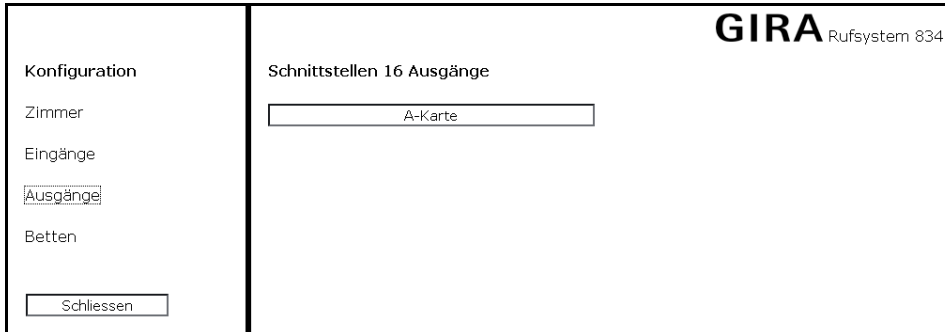 GIRA Rufsystem 834
Konfiguration
Zimmer
Eingänge
Ausgänge
Betten
Schliessen
Schnittstellen 16 Ausgänge
A-Karte